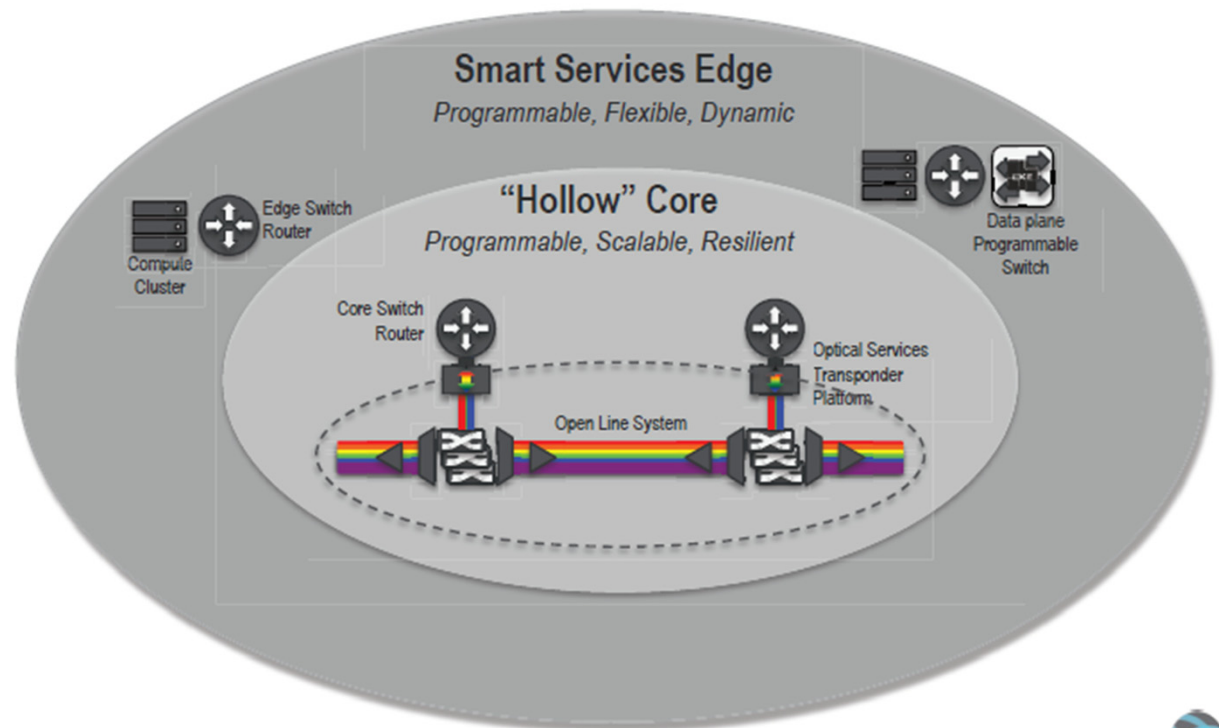 Smart Services Edge
Programmable, Flexible, Dynamic
“Hollow” Core
Programmable, Scalable, Resilient
Edge Switch
Router
Compute
Cluster
Data plane
Programmable
Switch
Core Switch
Router
Optical Services
Transponder
Platform
Open Line System